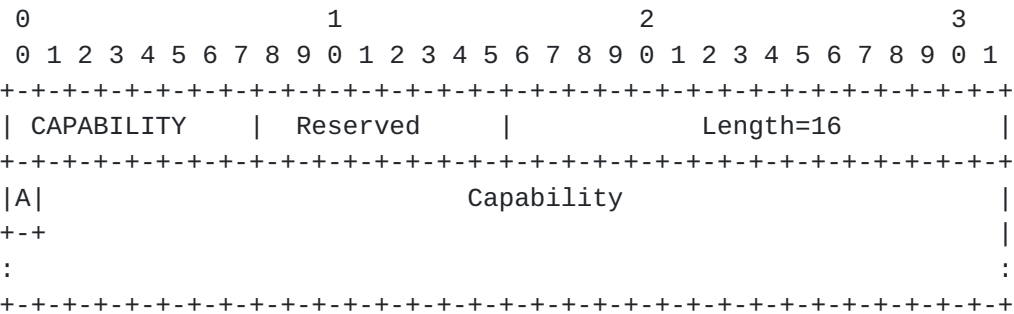 0                   1                   2                   3
 0 1 2 3 4 5 6 7 8 9 0 1 2 3 4 5 6 7 8 9 0 1 2 3 4 5 6 7 8 9 0 1
+-+-+-+-+-+-+-+-+-+-+-+-+-+-+-+-+-+-+-+-+-+-+-+-+-+-+-+-+-+-+-+-+
| CAPABILITY    |  Reserved     |            Length=16          |
+-+-+-+-+-+-+-+-+-+-+-+-+-+-+-+-+-+-+-+-+-+-+-+-+-+-+-+-+-+-+-+-+
|A|                           Capability                        |
+-+                                                             |
:                                                               :
+-+-+-+-+-+-+-+-+-+-+-+-+-+-+-+-+-+-+-+-+-+-+-+-+-+-+-+-+-+-+-+-+